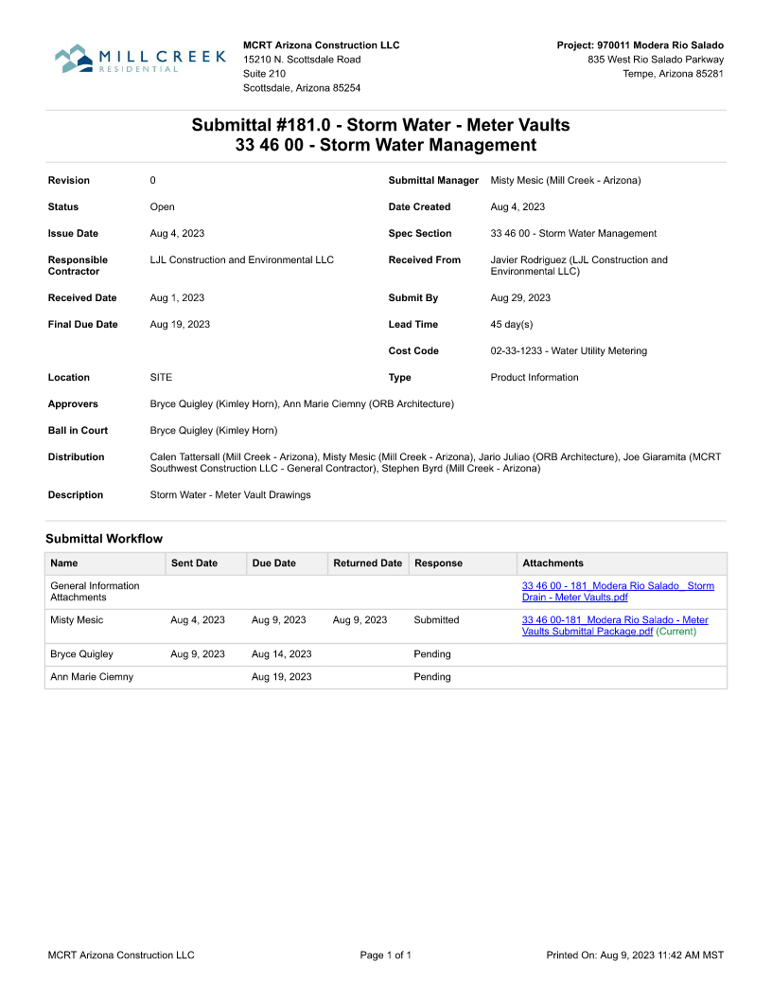 MILL CREEK
RESIDENTIAL
MCRT Arizona Construction LLC
15210 N. Scottsdale Road
Suite 210
Scottsdale, Arizona 85254
Project: 970011 Modera Rio Salado
835 West Rio Salado Parkway
Tempe, Arizona 85281
Submittal #181.0 - Storm Water - Meter Vaults
33 46 00 - Storm Water Management
Revision 0 Submittal Manager Misty Mesic (Mill Creek - Arizona)
Status Open Date Created Aug 4, 2023
Issue Date Aug 4, 2023 Spec Section 33 46 00 - Storm Water Management
Responsible LJL Construction and Environmental LLC Received From Javier Rodriguez (LJL Construction and
Contractor Environmental LLC)
Received Date Aug 1, 2023 Submit By Aug 29, 2023
Final Due Date Aug 19, 2023 Lead Time 45 day(s)
Cost Code 02-33-1233 - Water Utility Metering
Location SITE Type Product Information
Approvers Bryce Quigley (Kimley Horn), Ann Marie Ciemny (ORB Architecture)
Ball in Court Bryce Quigley (Kimley Horn)
Distribution Calen Tattersall (Mill Creek - Arizona), Misty Mesic (Mill Creek - Arizona), Jario Juliao (ORB Architecture), Joe Giaramita (MCRT
Southwest Construction LLC - General Contractor), Stephen Byrd (Mill Creek - Arizona)
Description Storm Water - Meter Vault Drawings
Submittal Workflow
Name Sent Date Due Date Returned Date Response Attachments
General Information 33 46 00 - 181_Modera Rio Salado_ Storm
Attachments Drain - Meter Vaults.pdf
Misty Mesic Aug 4, 2023 Aug 9, 2023 Aug 9, 2023 Submitted 33 46 00-181_Modera Rio Salado - Meter
Vaults Submittal Package.pdf (Current)
Bryce Quigley Aug 9, 2023 Aug 14, 2023 Pending
Ann Marie Ciemny Aug 19, 2023 Pending
MCRT Arizona Construction LLC Page 1 of 1 Printed On: Aug 9, 2023 11:42 AM MST